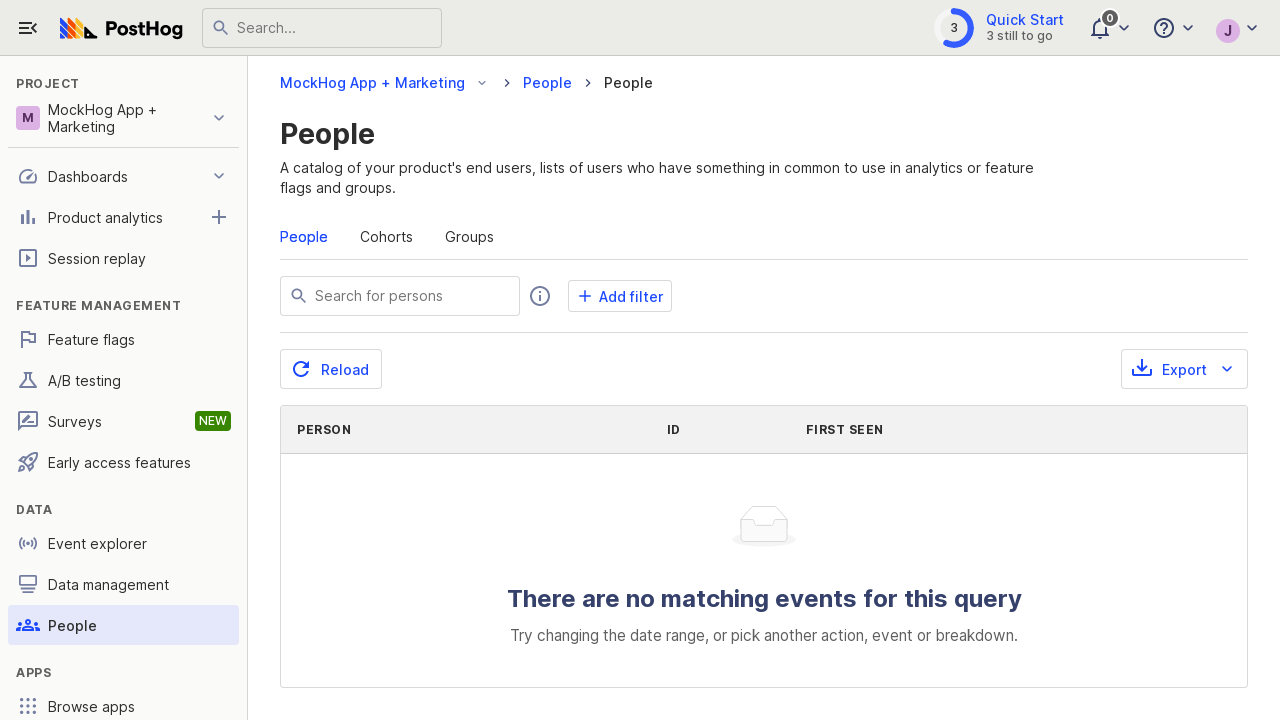 PostHog
Search...
3
Quick Start
3 still to go
0
J
PROJECT
M
MockHog App +
Marketing
Dashboards
Product analytics
Session replay
FEATURE MANAGEMENT
Feature flags
A/B testing
Surveys
NEW
Early access features
DATA
Event explorer
Data management
People
APPS
Browse apps
MockHog App + Marketing
People
People
People
A catalog of your product's end users, lists of users who have something in common to use in analytics or feature
flags and groups.
People
Cohorts
Groups
Search for persons
Add filter
Reload
Export
PERSON
ID
FIRST SEEN
There are no matching events for this query
Try changing the date range, or pick another action, event or breakdown.